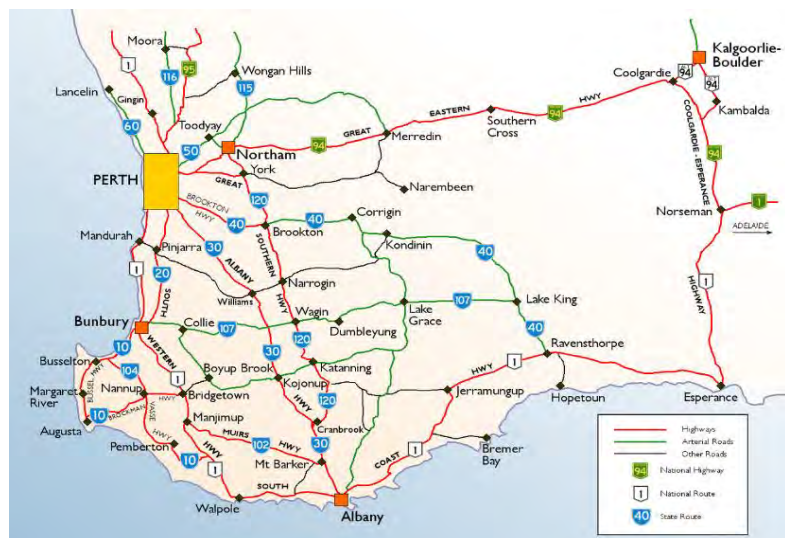 Moora
1
116
95
Wongan Hills
115
Lancelin
Gingin
60
Toodyay
50
Northam
York
GREAT
94
EASTERN
Merredin
Southern
Cross
94
HWY
Coolgardie
94
Kalgoorlie-
Boulder
94
Kambalda
COOLGARDIE - ESPERANCE
94
PERTH
GREAT
120
Narembeen
BROOKTON
HWY
40
Brookton
40
Corrigin
Kondinin
40
Norseman
1
ADELAIDE
Mandurah
Pinjarra
30
ALBANY
SOUTHERN
1
20
SOUTH
Williams
Narrogin
HWY
HIGHWAY
1
Bunbury
WESTERN
Collie
107
Wagin
Dumbleyung
Lake
Grace
107
Lake King
40
Ravensthorpe
10
Busselton
BUSSEL HWY
104
Boyup Brook
30
120
Katanning
Kojonup
HWY
1
Margaret
River
Nannup
HWY
1
Bridgetown
HWY
120
Jerramungup
Hopetoun
Esperance
10
BROCKMAN
VASSE
Augusta
Manjimup
Cranbrook
MUIRS
102
HWY
30
Pemberton
HWY
10
HWY
Mt Barker
COAST
1
Bremer
Bay
1
SOUTH
Walpole
Albany
Highways
Arterial Roads
Other Roads
94
National Highway
1
National Route
40
State Route